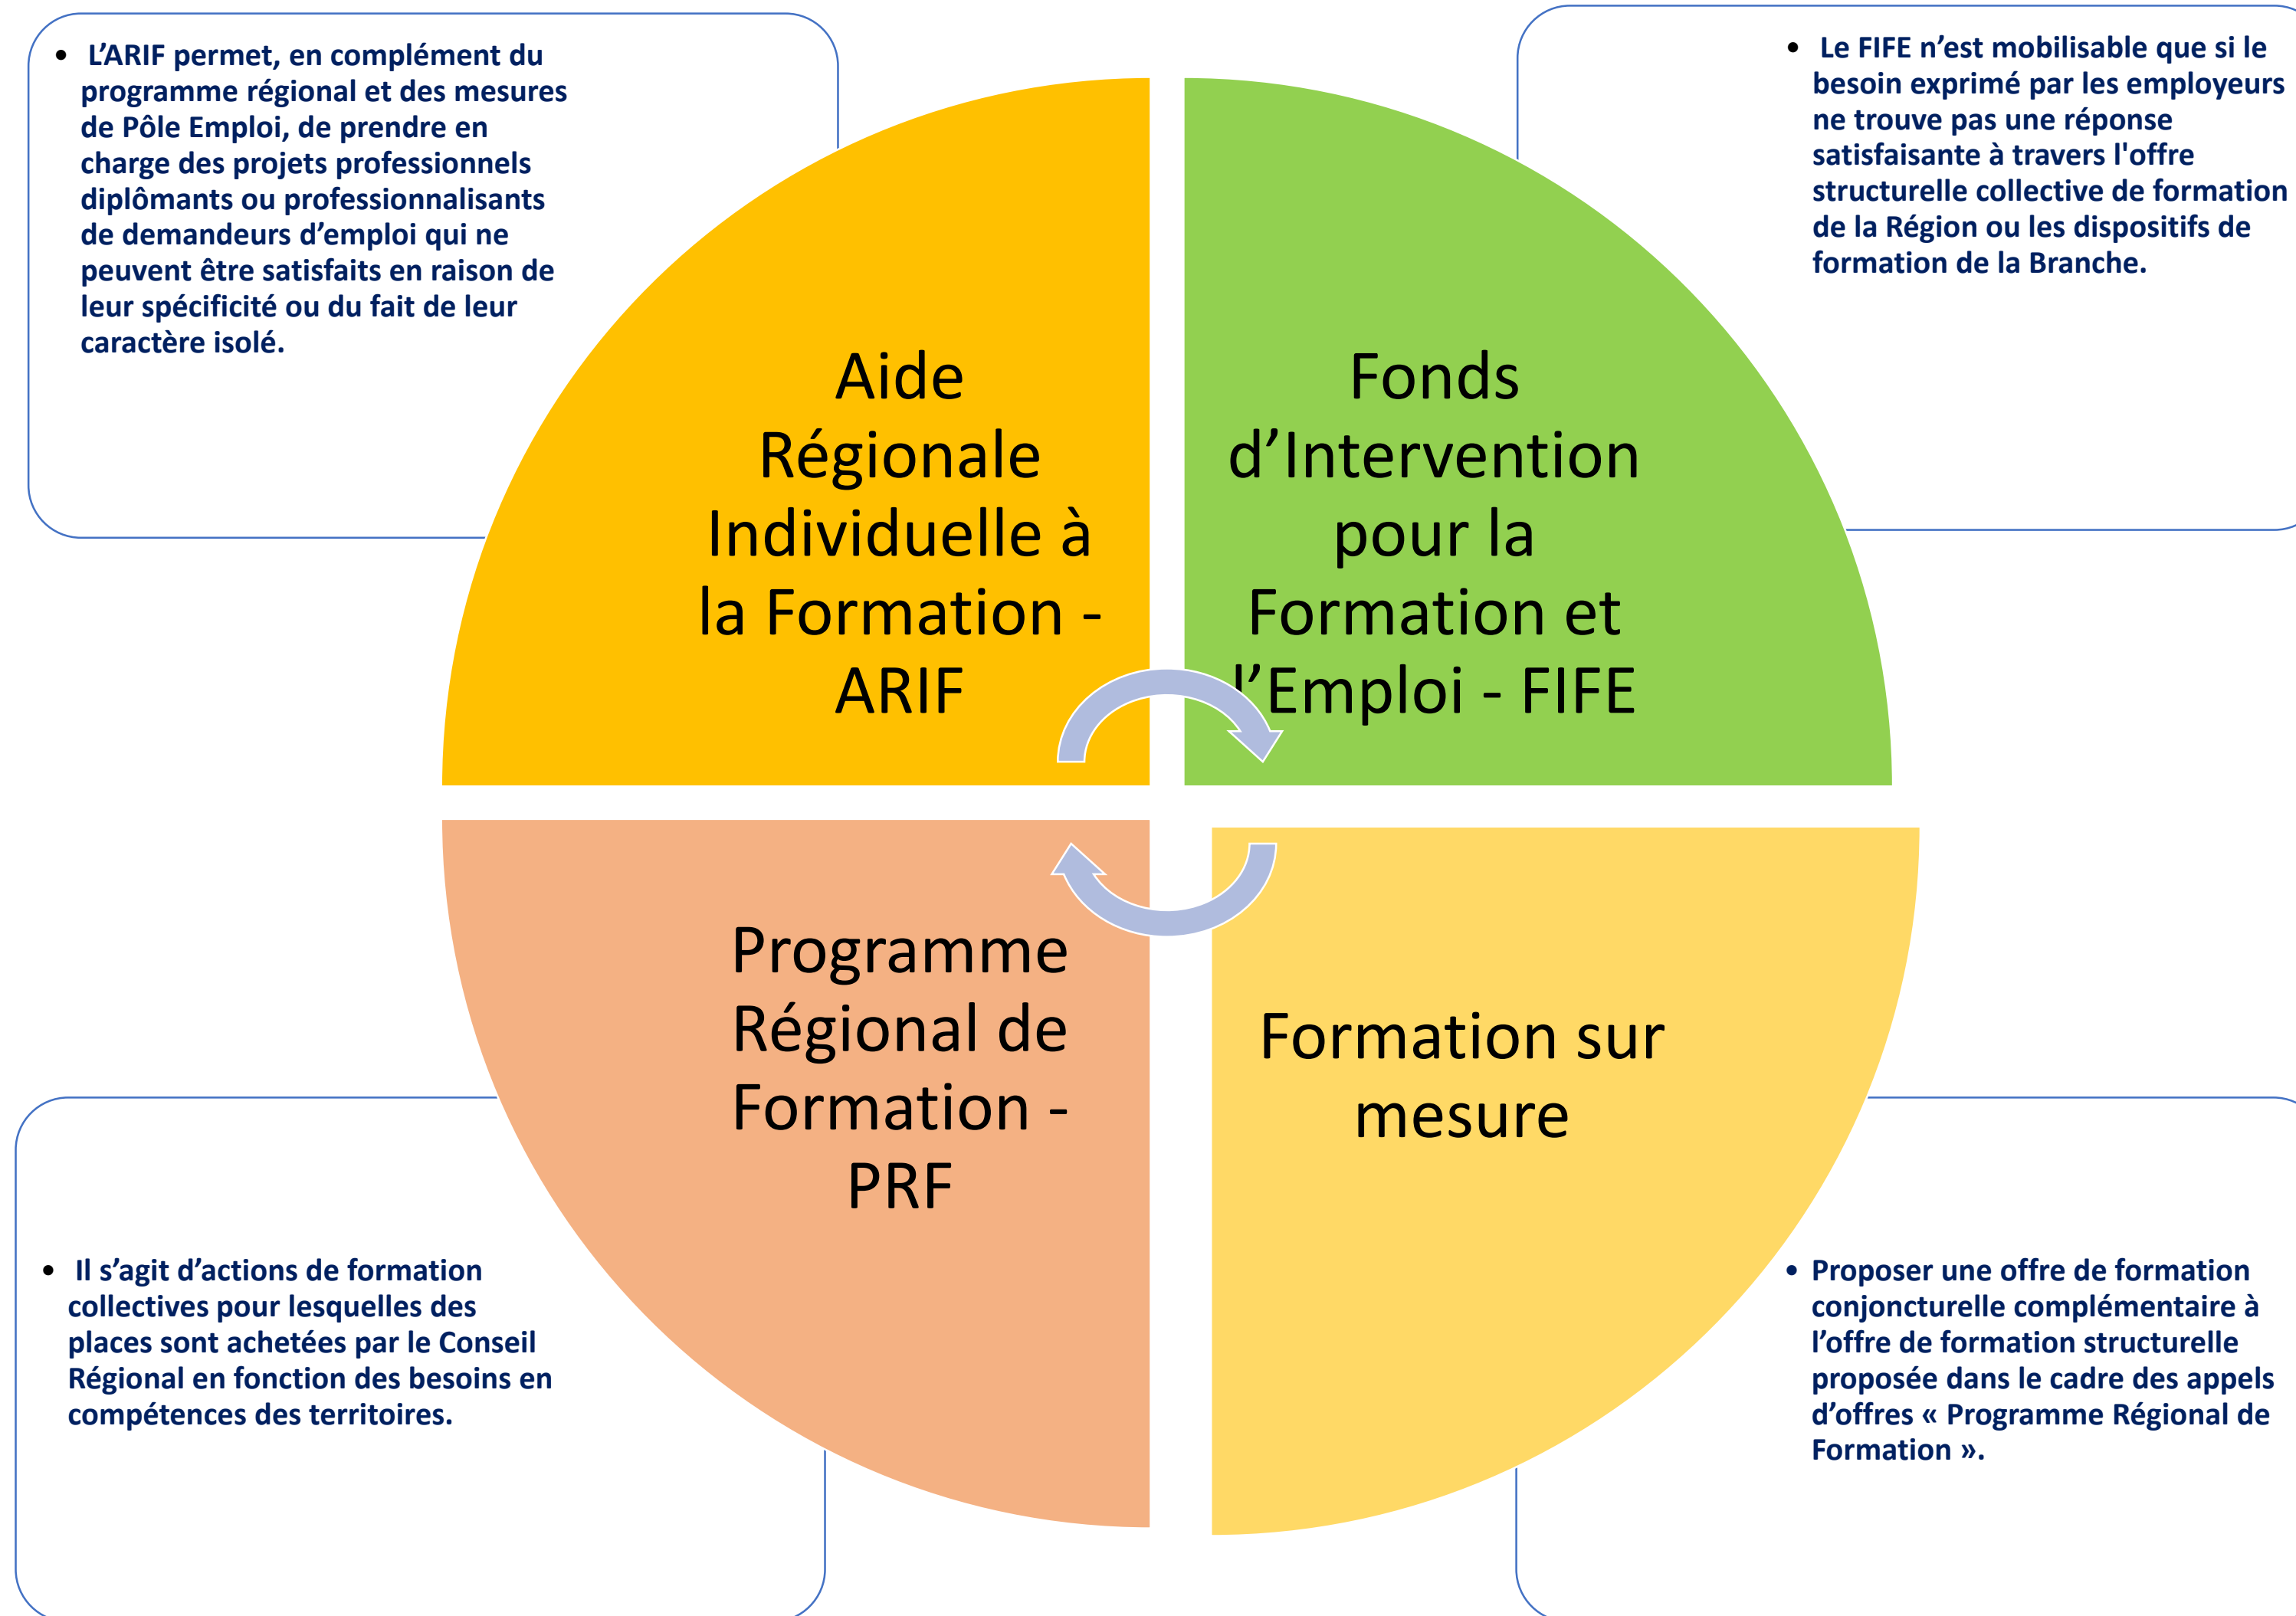 • L’ARIF permet, en complément du
programme régional et des mesures
de Pôle Emploi, de prendre en
charge des projets professionnels
diplômants ou professionnalisants
de demandeurs d’emploi qui ne
peuvent être satisfaits en raison de
leur spécificité ou du fait de leur
caractère isolé.
• Le FIFE n’est mobilisable que si le
besoin exprimé par les employeurs
ne trouve pas une réponse
satisfaisante à travers l'offre
structurelle collective de formation
de la Région ou les dispositifs de
formation de la Branche.
Aide
Régionale
Individuelle à
la Formation -
ARIF
Fonds
d’Intervention
pour la
Formation et
l’Emploi - FIFE
Programme
Régional de
Formation -
PRF
Formation sur
mesure
• Il s’agit d’actions de formation
collectives pour lesquelles des
places sont achetées par le Conseil
Régional en fonction des besoins en
compétences des territoires.
• Proposer une offre de formation
conjoncturelle complémentaire à
l’offre de formation structurelle
proposée dans le cadre des appels
d’offres « Programme Régional de
Formation ».